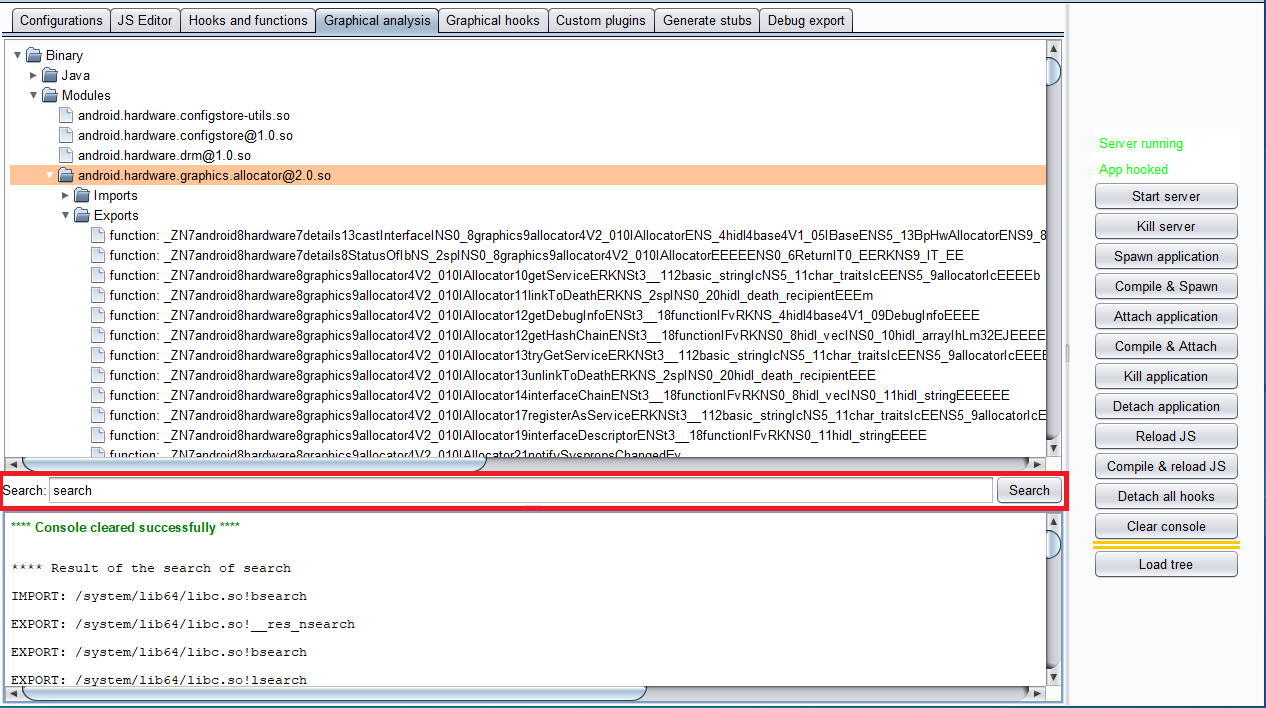 Configurations JS Editor Hooks and functions Graphical analysis Graphical hooks Custom plugins Generate stubs Debug export
Binary
Java
Modules
android.hardware.configstore-utils.so
android.hardware.configstore@1.0.so
android.hardware.drm@1.0.so
android.hardware.graphics.allocator@2.0.so
Imports
Exports
function: _ZN7android8hardware7details13castInterfaceINS0_8graphics9allocator4V2_010IAllocatorENS_4hidl4base4V1_05IBaseENS5_13BpHwAllocatorENS9_8
function: _ZN7android8hardware7details8StatusOfIbNS_2spINS0_8graphics9allocator4V2_010IAllocatorEEEEENS0_6ReturnIT0_EERKNS9_IT_EE
function: _ZN7android8hardware8graphics9allocator4V2_010IAllocator10getServiceERKNSt3__112basic_stringIcNS5_11char_traitsIcEENS5_9allocatorIcEEEEb
function: _ZN7android8hardware8graphics9allocator4V2_010IAllocator11linkToDeathERKNS_2spINS0_20hidl_death_recipientEEEm
function: _ZN7android8hardware8graphics9allocator4V2_010IAllocator12getDebugInfoENSt3__18functionIFvRKNS_4hidl4base4V1_09DebugInfoEEEE
function: _ZN7android8hardware8graphics9allocator4V2_010IAllocator12getHashChainENSt3__18functionIFvRKNS0_8hidl_vecINS0_10hidl_arrayIhLm32EJEEEE
function: _ZN7android8hardware8graphics9allocator4V2_010IAllocator13tryGetServiceERKNSt3__112basic_stringIcNS5_11char_traitsIcEENS5_9allocatorIcEEE
function: _ZN7android8hardware8graphics9allocator4V2_010IAllocator13unlinkToDeathERKNS_2spINS0_20hidl_death_recipientEEE
function: _ZN7android8hardware8graphics9allocator4V2_010IAllocator14interfaceChainENSt3__18functionIFvRKNS0_8hidl_vecINS0_11hidl_stringEEEEEE
function: _ZN7android8hardware8graphics9allocator4V2_010IAllocator17registerAsServiceERKNSt3__112basic_stringIcNS5_11char_traitsIcEENS5_9allocatorIcE
function: _ZN7android8hardware8graphics9allocator4V2_010IAllocator19interfaceDescriptorENSt3__18functionIFvRKNS0_11hidl_stringEEEE
function: _ZN7android8hardware8graphics9allocator4V2_010IAllocator21notifySyspropsChangedEv
Search: search Search
**** Console cleared successfully ****
**** Result of the search of search
IMPORT: /system/lib64/libc.so!bsearch
EXPORT: /system/lib64/libc.so!__res_nsearch
EXPORT: /system/lib64/libc.so!bsearch
EXPORT: /system/lib64/libc.so!lsearch
Server running
App hooked
Start server
Kill server
Spawn application
Compile & Spawn
Attach application
Compile & Attach
Kill application
Detach application
Reload JS
Compile & reload JS
Detach all hooks
Clear console
Load tree